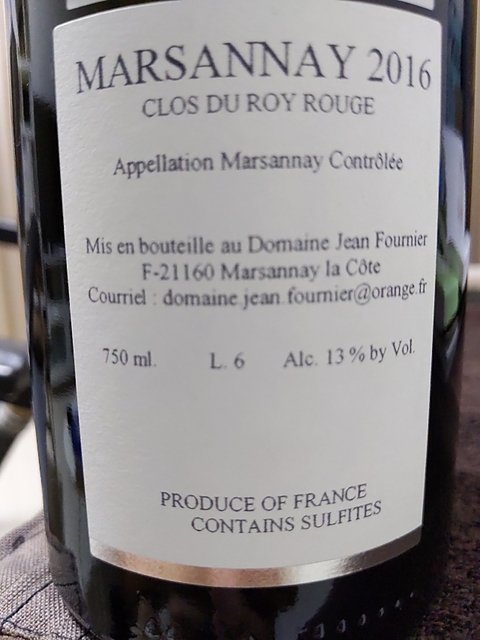 MARSANNAY 2016
CLOS DU ROY ROUGE
Appellation Marsannay Contrôlée
Mis en bouteille au Domaine Jean Fournier
F-21160 Marsannay la Côte
Courriel : domaine.jean.fournier@orange.fr
750 ml. L. 6 Alc. 13 % by Vol.
PRODUCE OF FRANCE
CONTAINS SULFITES